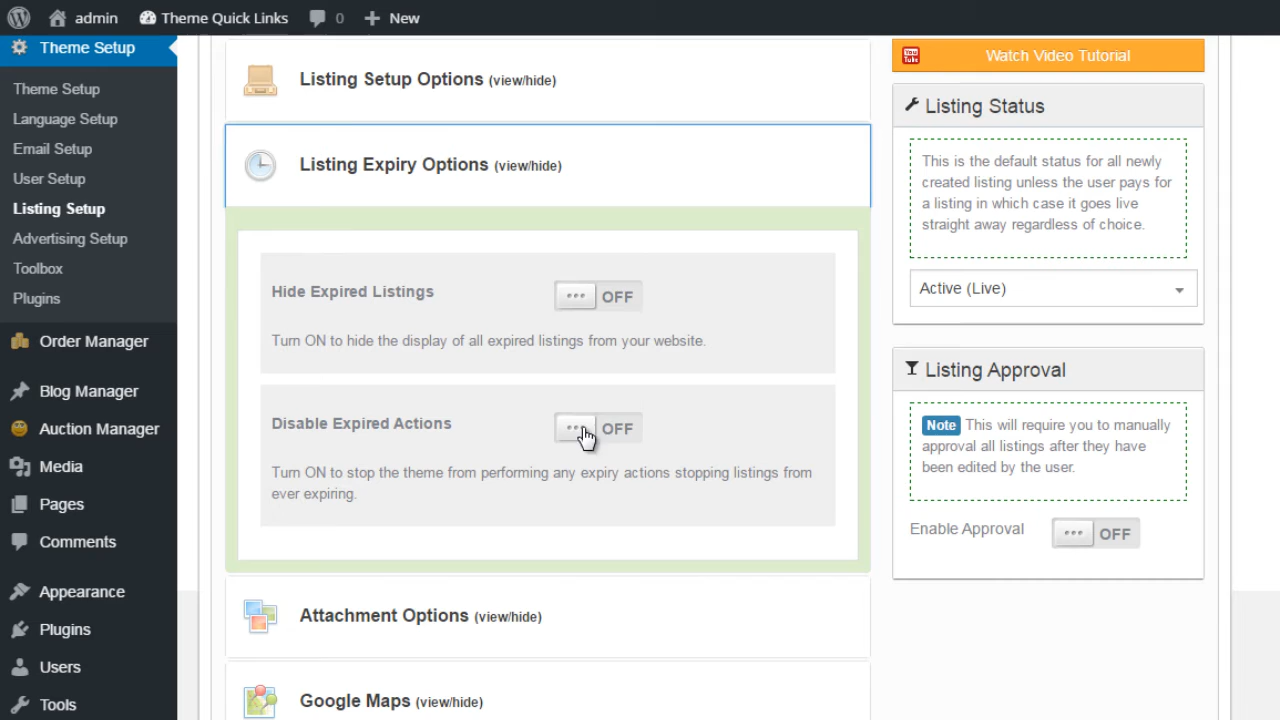 admin
Theme Quick Links
0
New
Theme Setup
Theme Setup
Language Setup
Email Setup
User Setup
Listing Setup
Advertising Setup
Toolbox
Plugins
Order Manager
Blog Manager
Auction Manager
Media
Pages
Comments
Appearance
Plugins
Users
Tools
Listing Setup Options (view/hide)
Listing Expiry Options (view/hide)
Hide Expired Listings
OFF
Turn ON to hide the display of all expired listings from your website.
Disable Expired Actions
OFF
Turn ON to stop the theme from performing any expiry actions stopping listings from
ever expiring.
Attachment Options (view/hide)
Google Maps (view/hide)
You
Tube
Watch Video Tutorial
Listing Status
This is the default status for all newly
created listing unless the user pays for
a listing in which case it goes live
straight away regardless of choice.
Active (Live)
Listing Approval
Note This will require you to manually
approval all listings after they have
been edited by the user.
Enable Approval
OFF